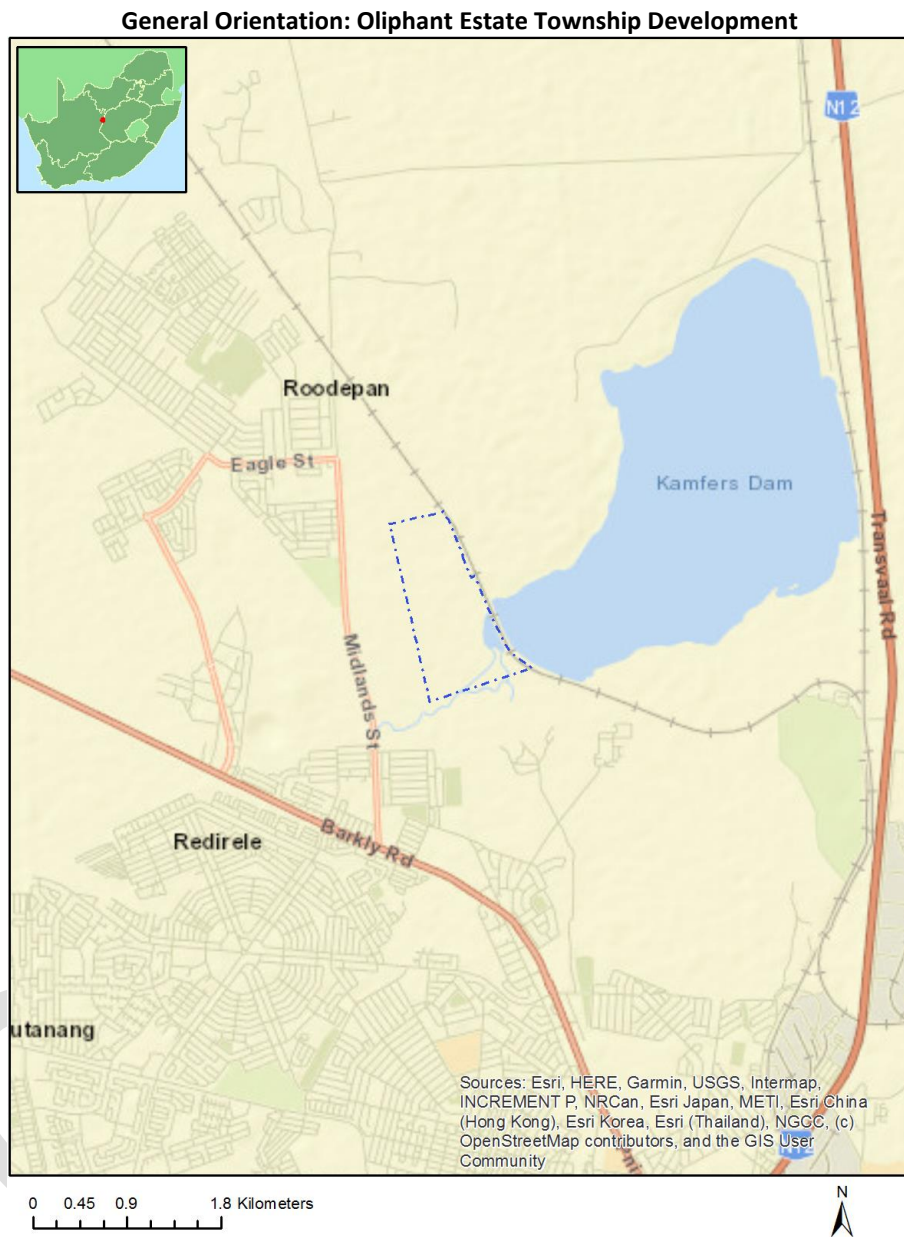 General Orientation: Oliphant Estate Township Development
N12
Roodepan
Eagle St
Kamfers Dam
Transvaal Rd
Midlands St
Redirele
Barkly Rd
utanang
Sources: Esri, HERE, Garmin, USGS, Intermap,
INCREMENT P, NRCan, Esri Japan, METI, Esri China
(Hong Kong), Esri Korea, Esri (Thailand), NGCC, (c)
OpenStreetMap contributors, and the GIS User
Community
N12
0 0.45 0.9 1.8 Kilometers
N